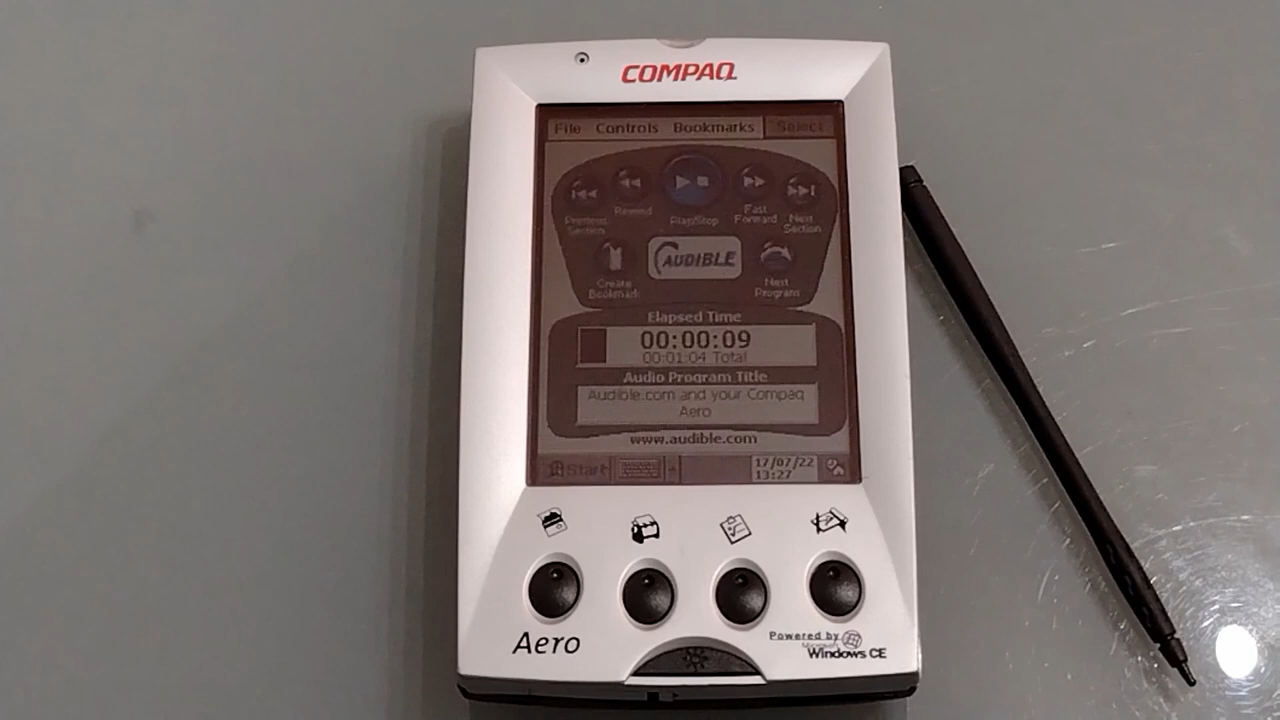 COMPAQ
File Controls Bookmarks Select
Previous Section
Rewind
Play/Stop
Fast Forward
Next Section
Create Bookmark
AUDIBLE
Next Program
Elapsed Time
00:00:09
00:01:04 Total
Audio Program Title
Audible.com and your Compaq
Aero
www.audible.com
Start
17/07/22
13:27
Aero
Powered by
Microsoft
Windows CE